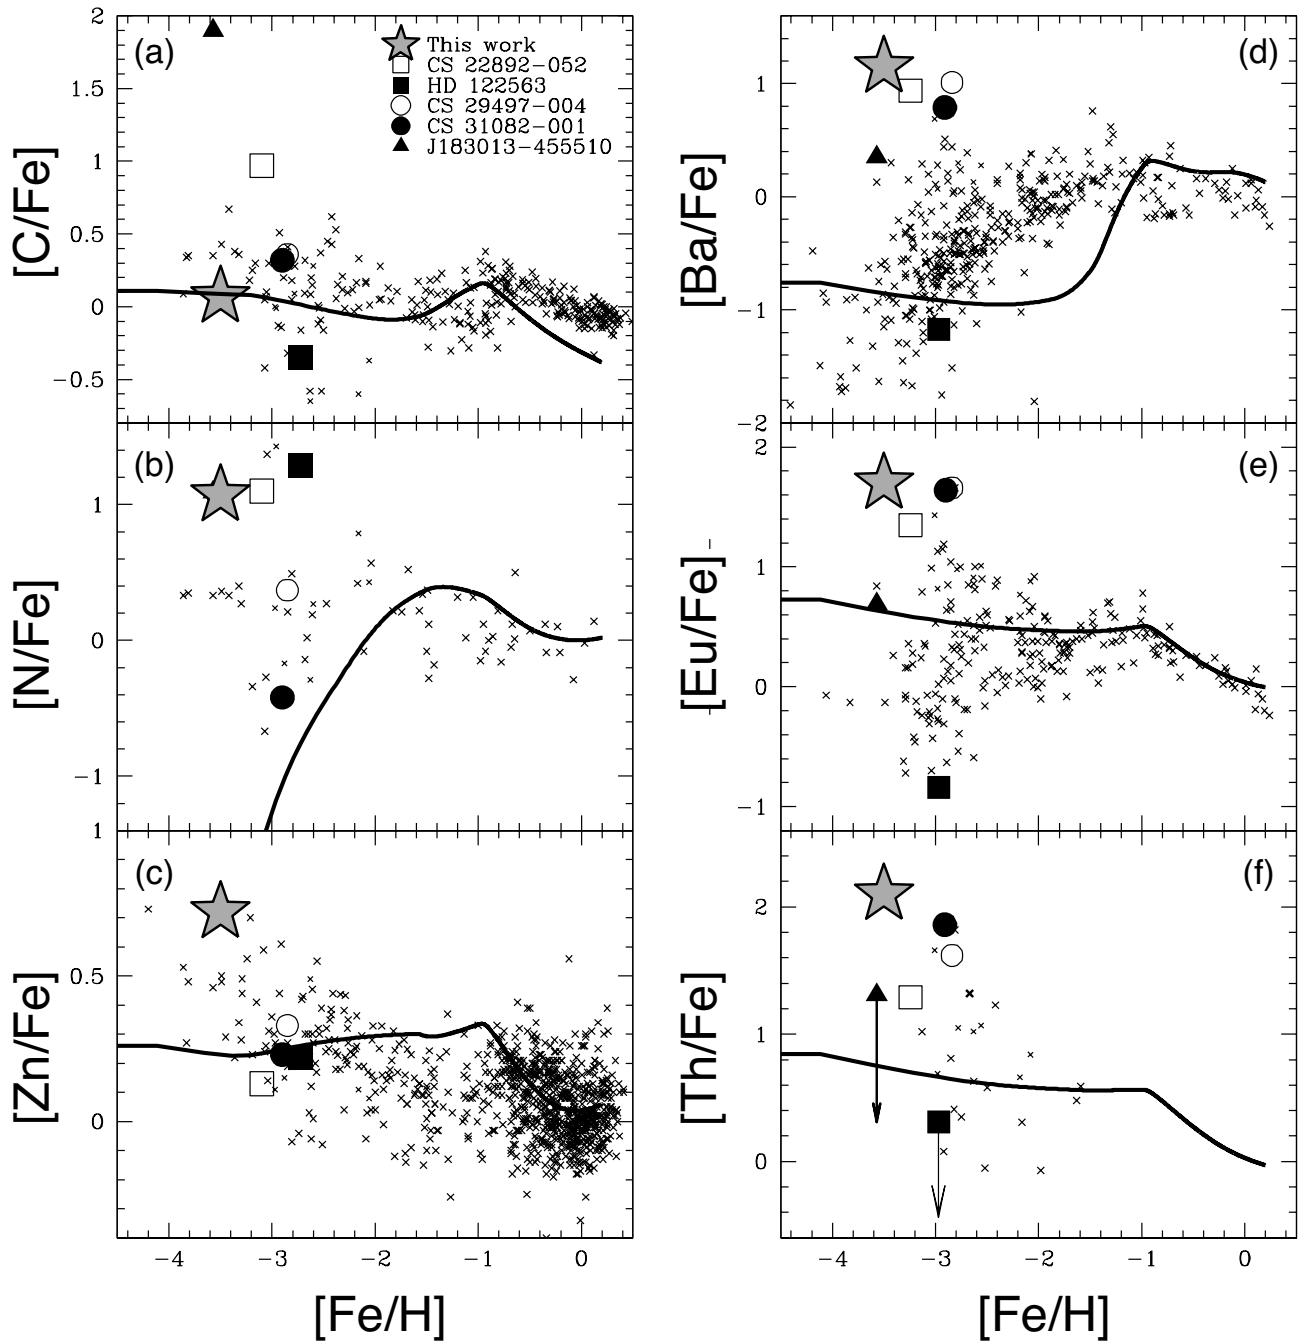 (a)
This work
CS 22892−052
HD 122563
CS 29497−004
CS 31082−001
J183013−455510
[C/Fe]
2
1.5
1
0.5
0
−0.5
(b)
[N/Fe]
1
0
−1
1
(c)
[Zn/Fe]
0.5
0
−4
−3
−2
−1
0
[Fe/H]
(d)
[Ba/Fe]
1
0
−1
−2
(e)
[Eu/Fe]
2
1
0
−1
(f)
[Th/Fe]
2
1
0
−4
−3
−2
−1
0
[Fe/H]